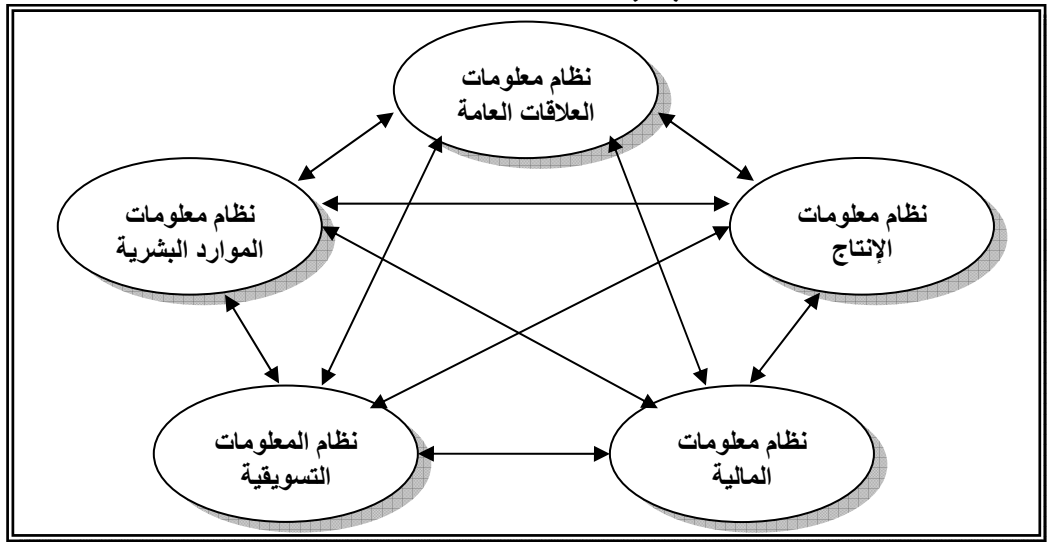 نظام معلومات
العلاقات العامة
نظام معلومات
الإنتاج
نظام معلومات
الموارد البشرية
نظام معلومات
المالية
نظام المعلومات
التسويقية